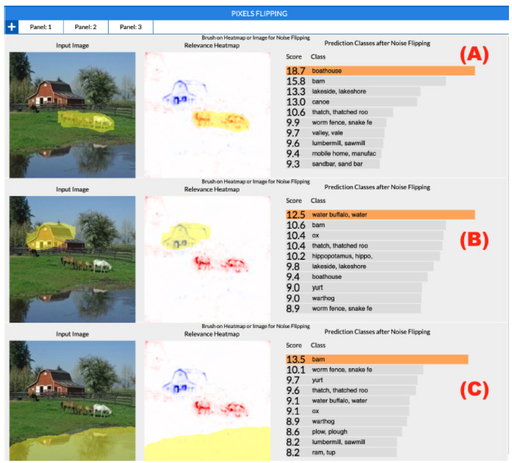 PIXELS FLIPPING
+ Panel: 1 Panel: 2 Panel: 3
Brush on Heatmap or Image for Noise Flipping
Input Image Relevance Heatmap Prediction Classes after Noise Flipping
(A)
Score Class
18.7 boathouse
15.8 barn
13.3 lakeside, lakeshore
13.0 canoe
10.6 thatch, thatched roo
9.9 worm fence, snake fe
9.7 valley, vale
9.6 lumbermill, sawmill
9.4 mobile home, manufac
9.3 sandbar, sand bar
Brush on Heatmap or Image for Noise Flipping
Input Image Relevance Heatmap Prediction Classes after Noise Flipping
Score Class
12.5 water buffalo, water
10.6 barn
(B)
10.4 ox
10.4 thatch, thatched roo
10.2 hippopotamus, hippo,
9.8 lakeside, lakeshore
9.4 boathouse
9.0 yurt
9.0 warthog
8.9 worm fence, snake fe
Brush on Heatmap or Image for Noise Flipping
Input Image Relevance Heatmap Prediction Classes after Noise Flipping
Score Class
13.5 barn
10.1 worm fence, snake fe
9.7 yurt
(C)
9.6 thatch, thatched roo
9.1 water buffalo, water
9.1 ox
8.9 warthog
8.6 plow, plough
8.2 lumbermill, sawmill
8.2 ram, tup